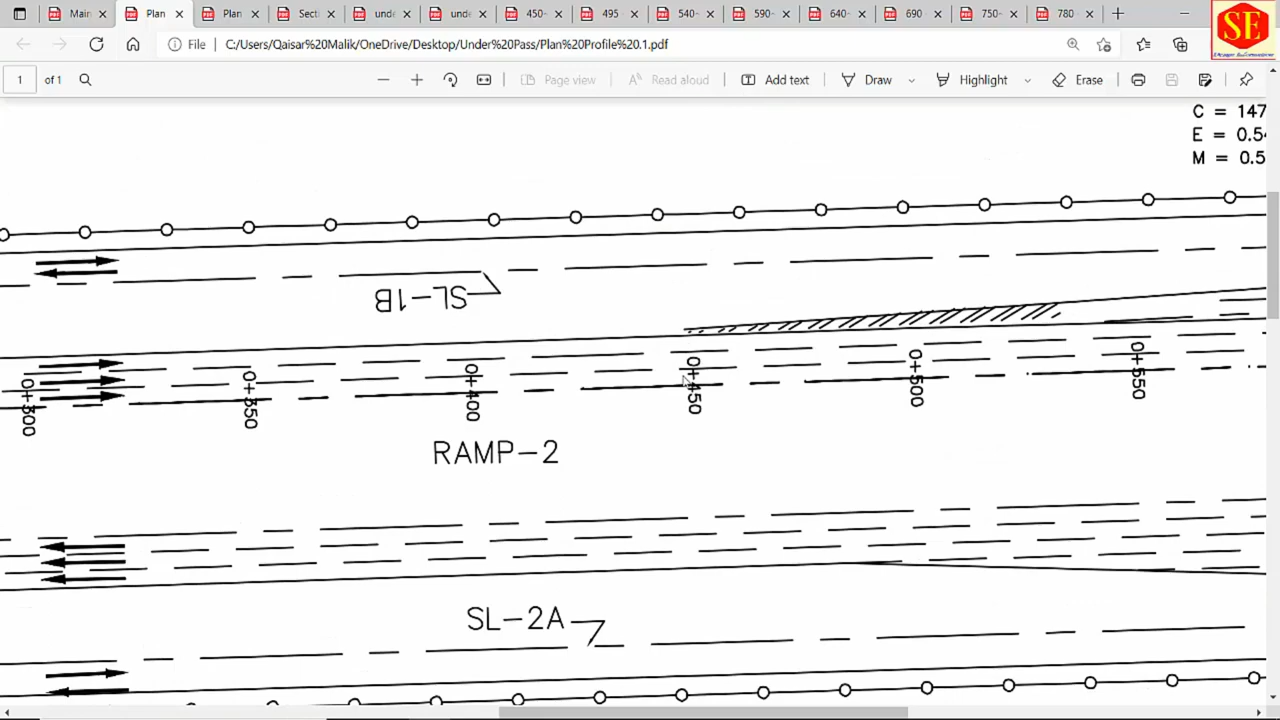 Main
Plan
Plan
Secti
unde
unde
450-
495
540-
590-
640-
690
750-
780
SE
File
C:/Users/Qaisar%20Malik/OneDrive/Desktop/Under%20Pass/Plan%20Profile%20.1.pdf
1 of 1
Page view
Read aloud
Add text
Draw
Highlight
Erase
C = 147
E = 0.54
M = 0.5
SL-1B
0+300
0+350
0+400
0+450
0+500
0+550
RAMP-2
SL-2A